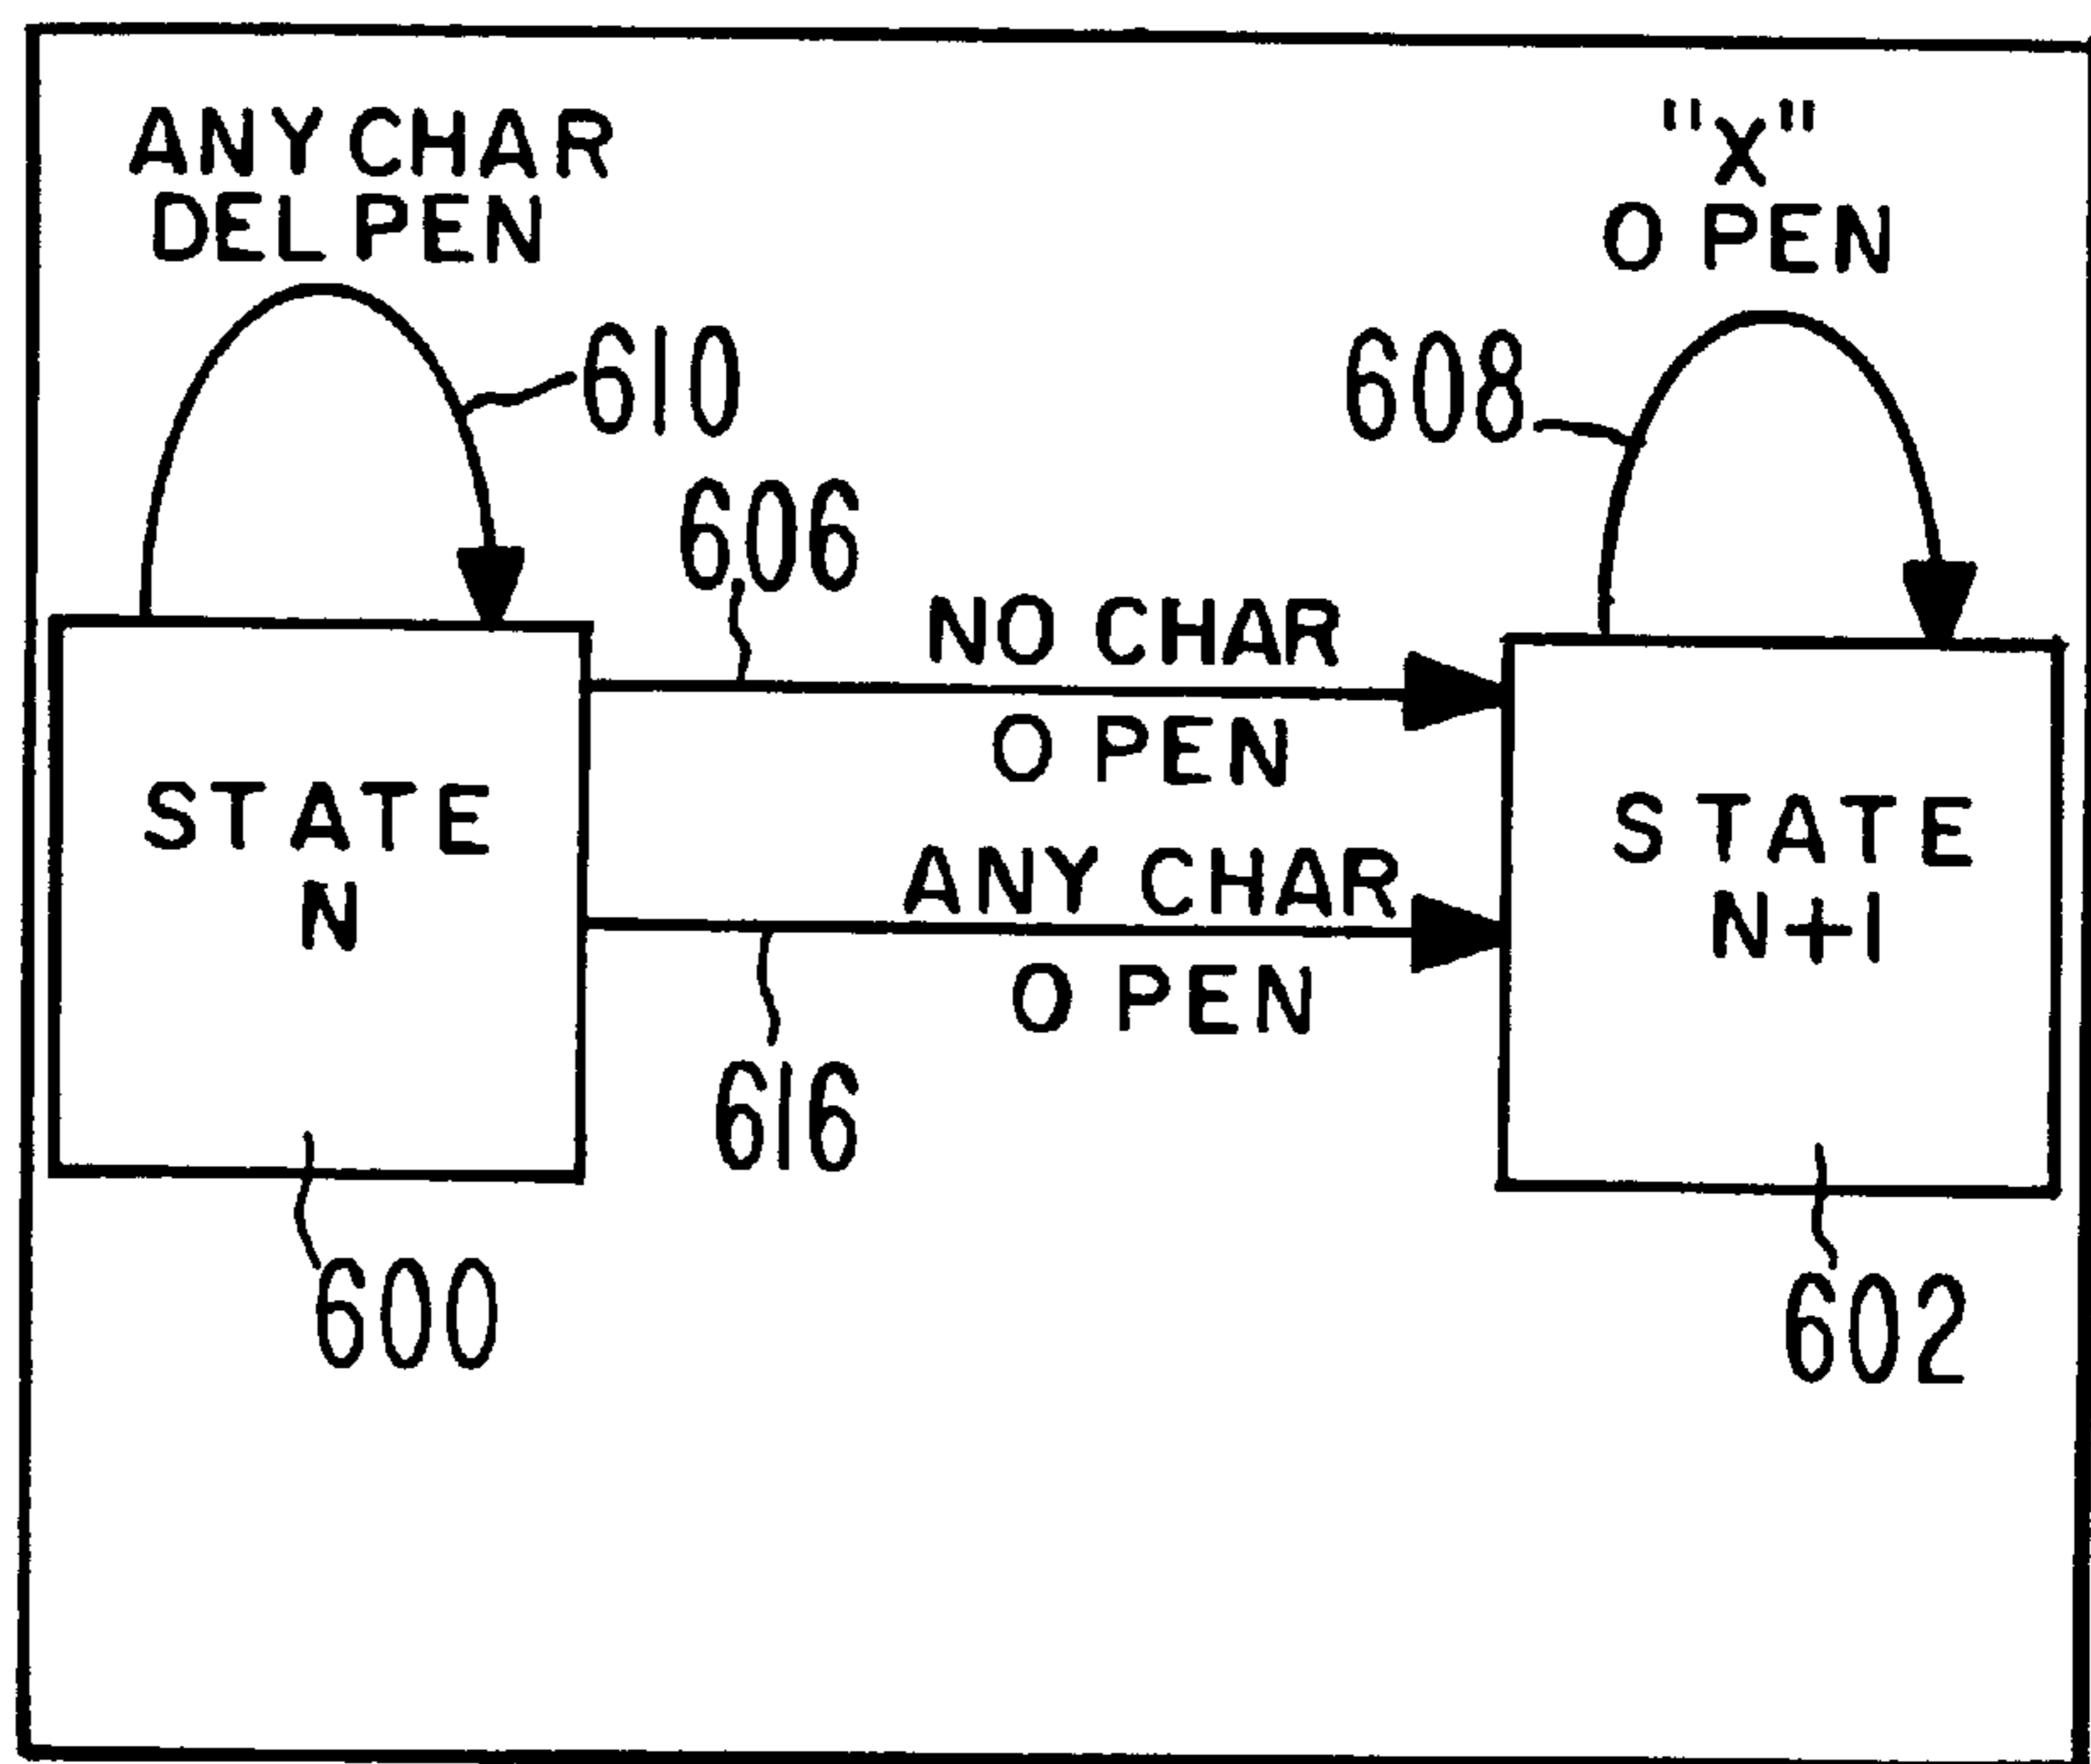 ANY CHAR
DEL PEN
"X"
O PEN
610
608
606
NO CHAR
O PEN
STATE
N
ANY CHAR
O PEN
STATE
N+1
616
600
602